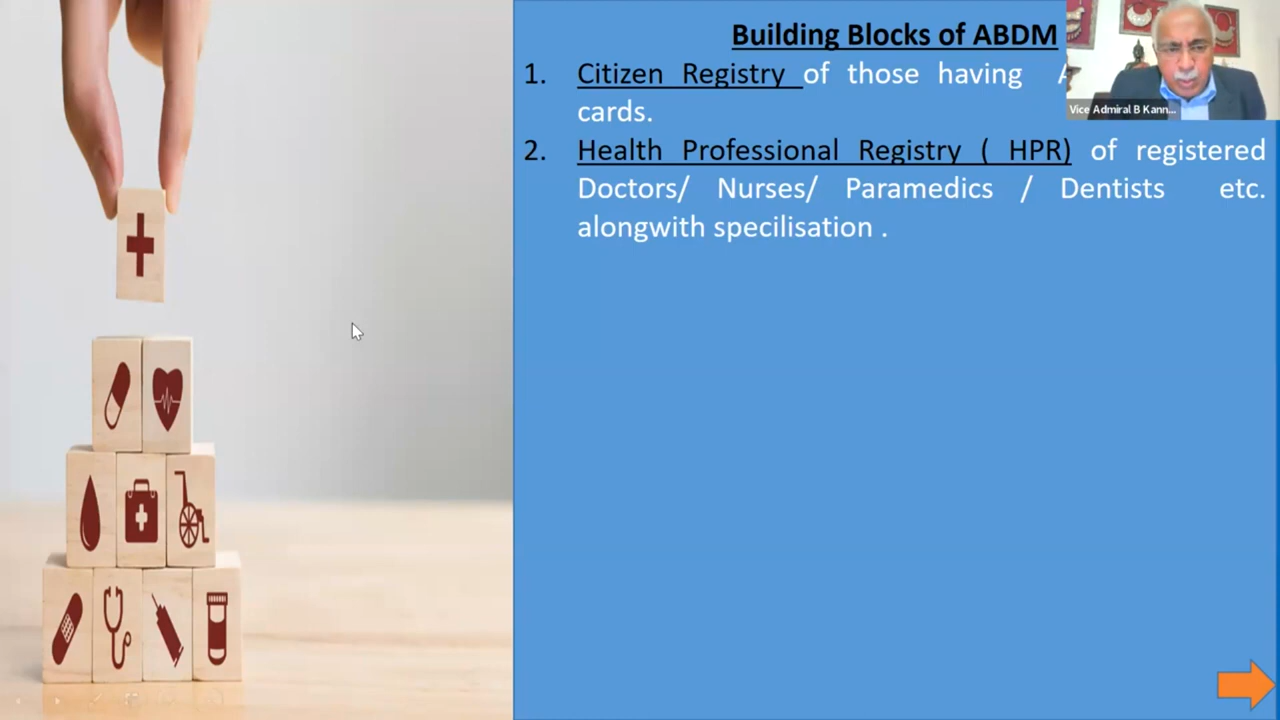 Building Blocks of ABDM
1. Citizen Registry of those having
cards.
2. Health Professional Registry ( HPR) of registered
Doctors/ Nurses/ Paramedics / Dentists etc.
alongwith specilisation .
Vice Admiral B Kann...